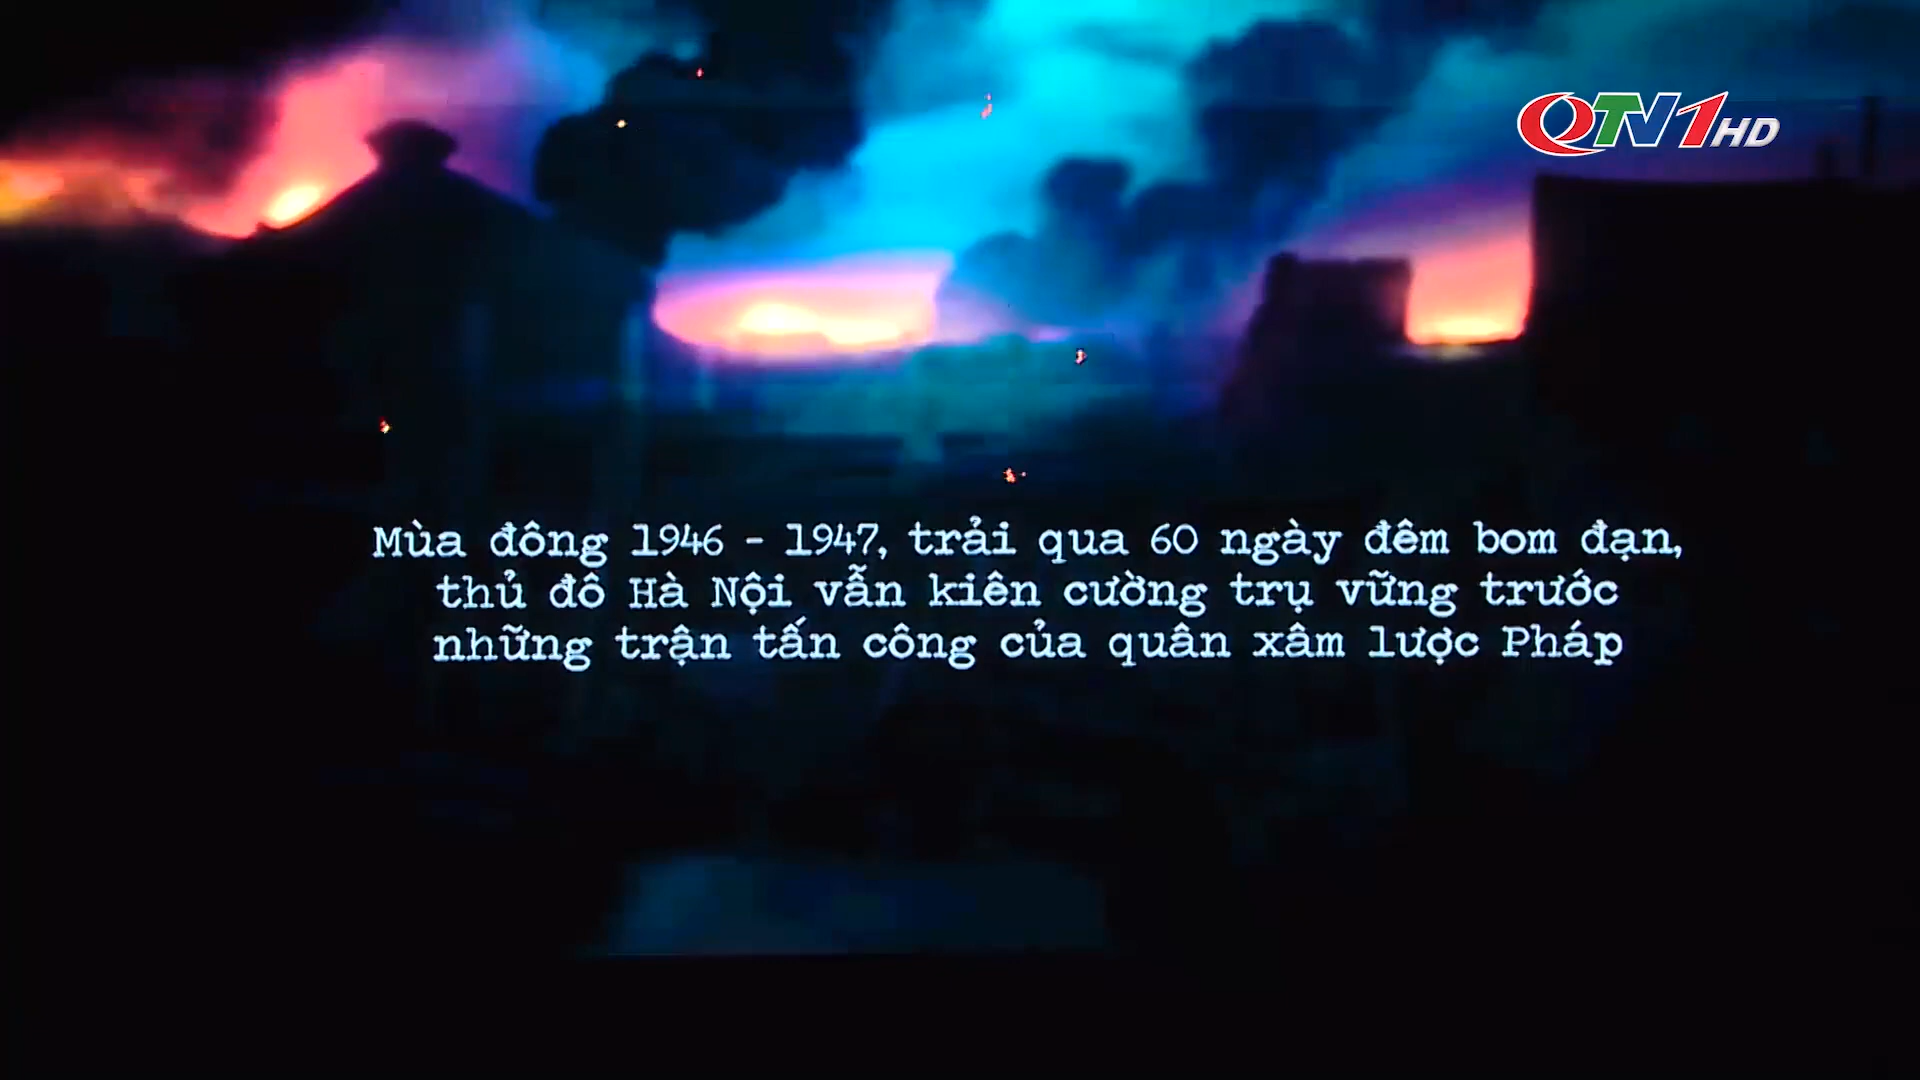 QTV1HD
Mùa đông 1946 - 1947, trải qua 60 ngày đêm bom đạn,
thủ đô Hà Nội vẫn kiên cường trụ vững trước
những trận tấn công của quân xâm lược Pháp